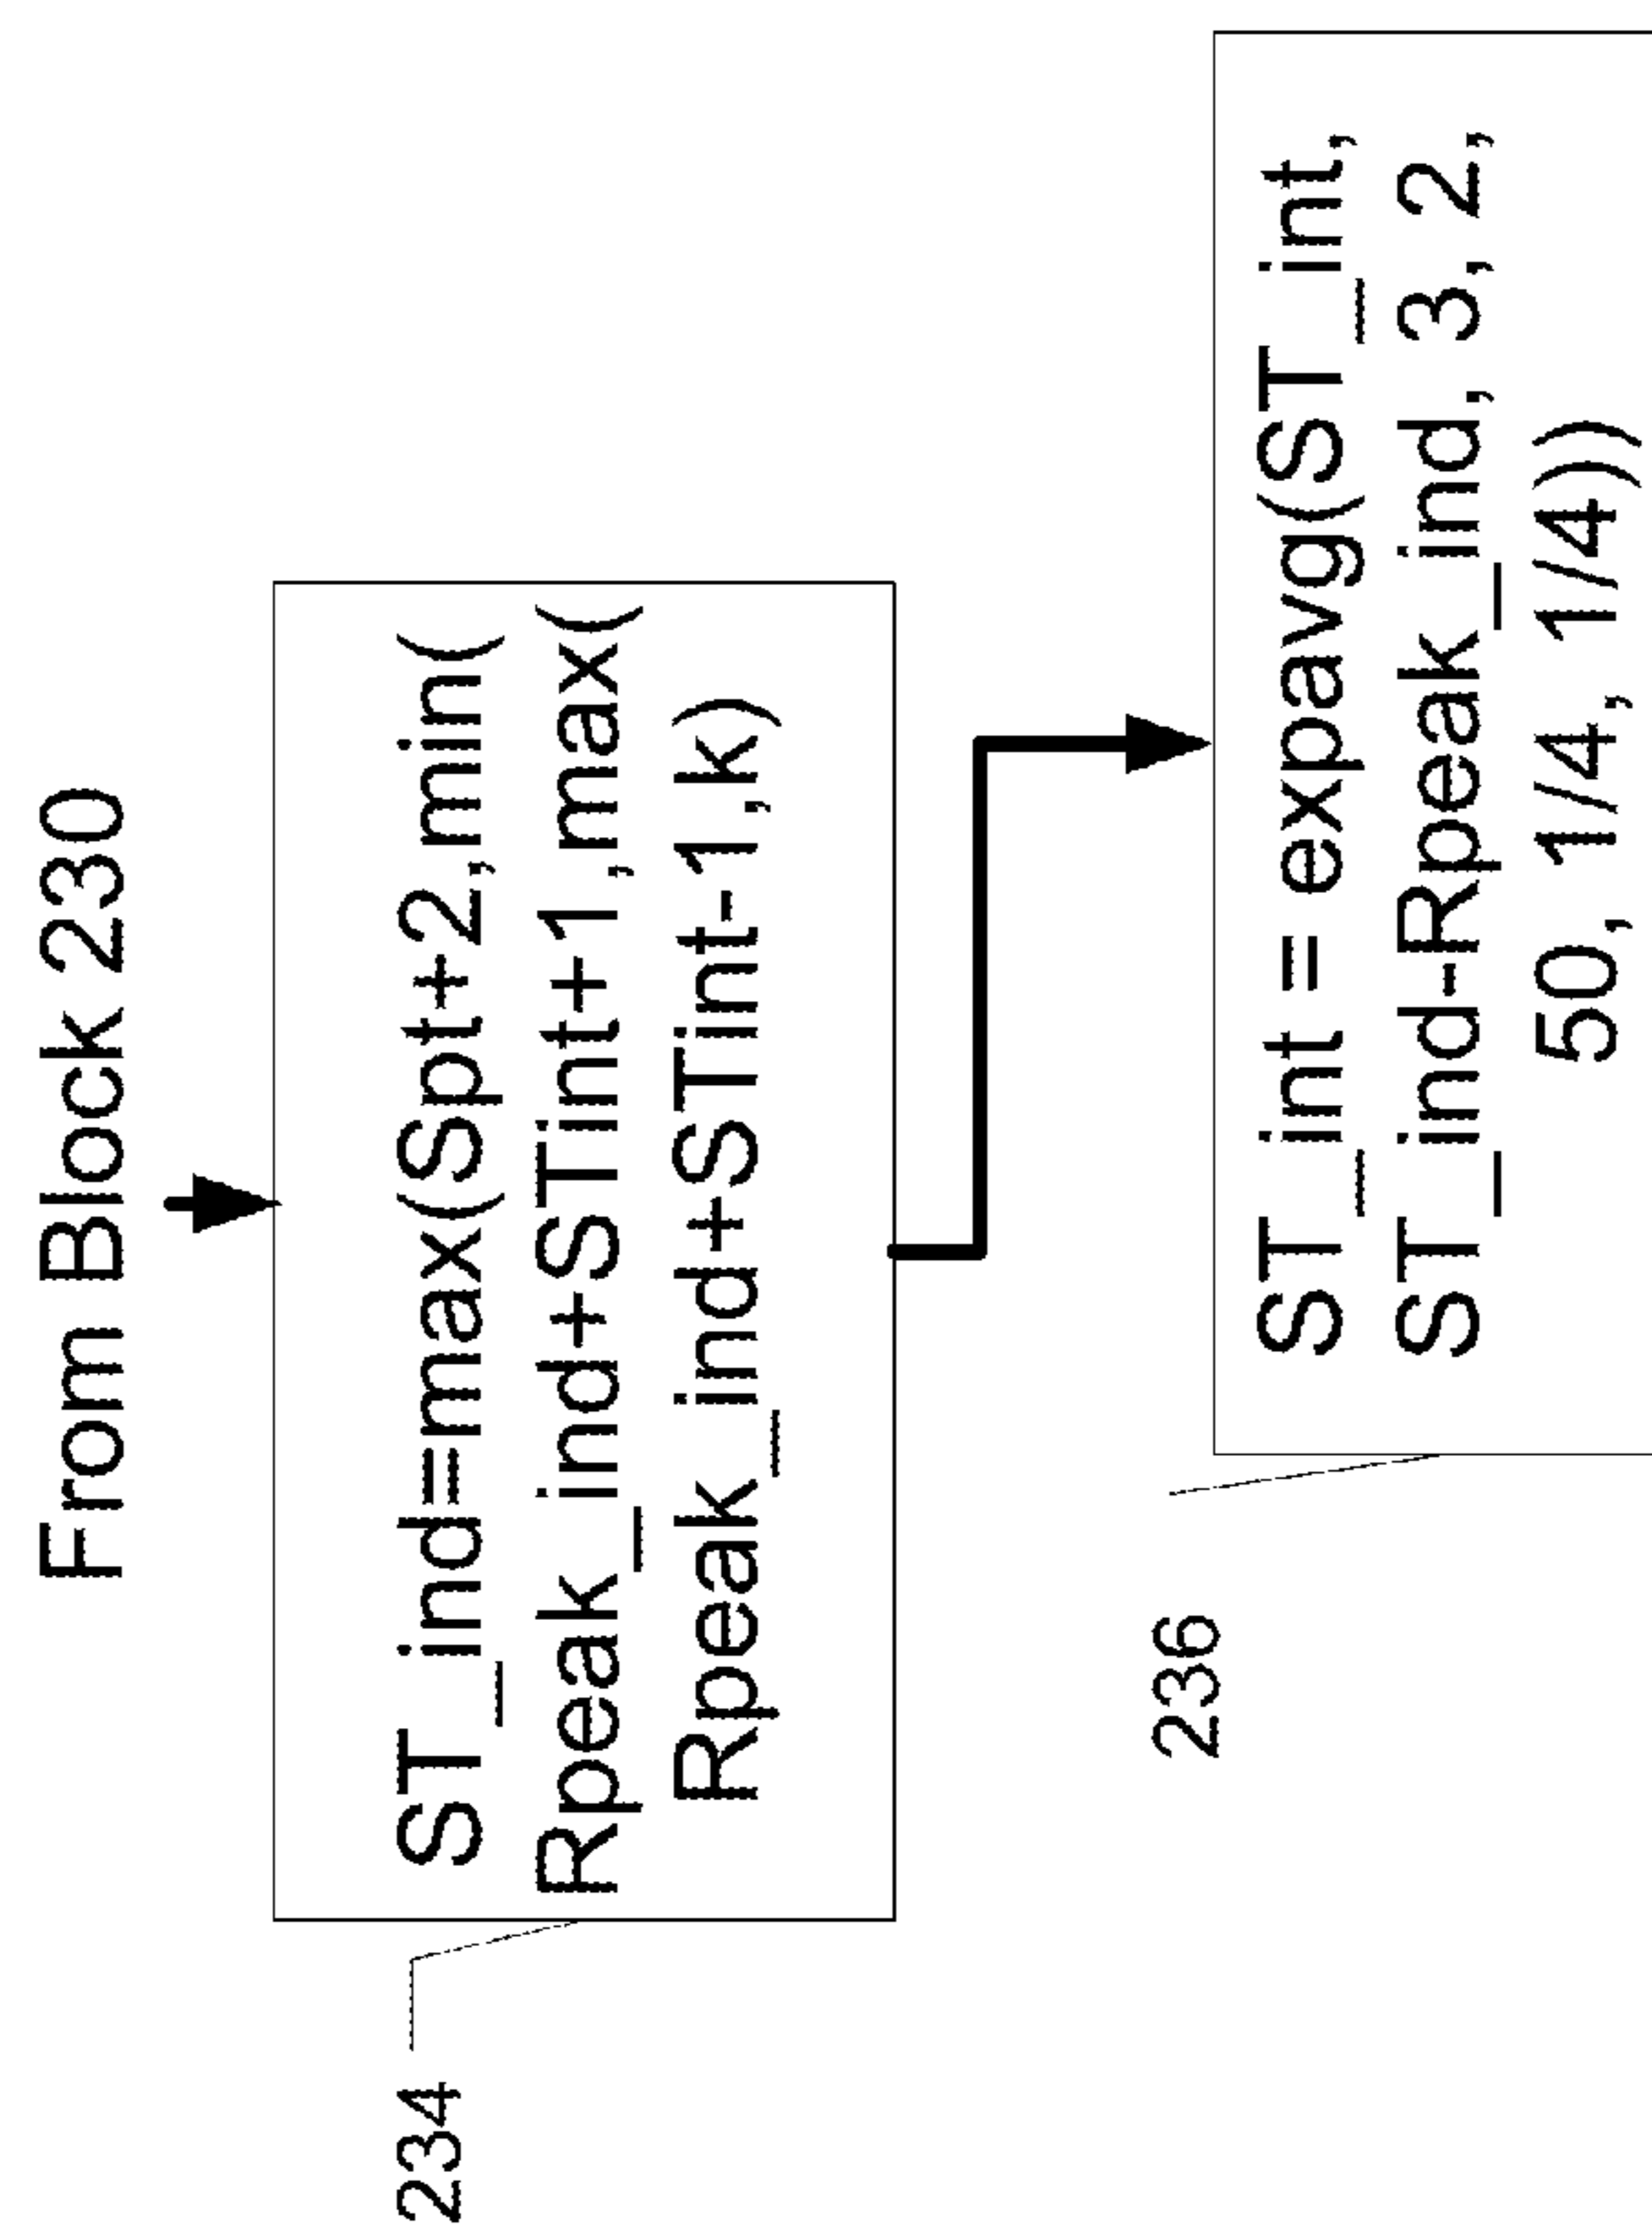 From Block 230
234
ST_ind=max(Spt+2,min(
Rpeak_ind+STint+1,max(
Rpeak_ind+STint-1,k)
236
ST_int = expavg(ST_int,
ST_ind-Rpeak_ind, 3, 2,
50, 1//4, 1//4))